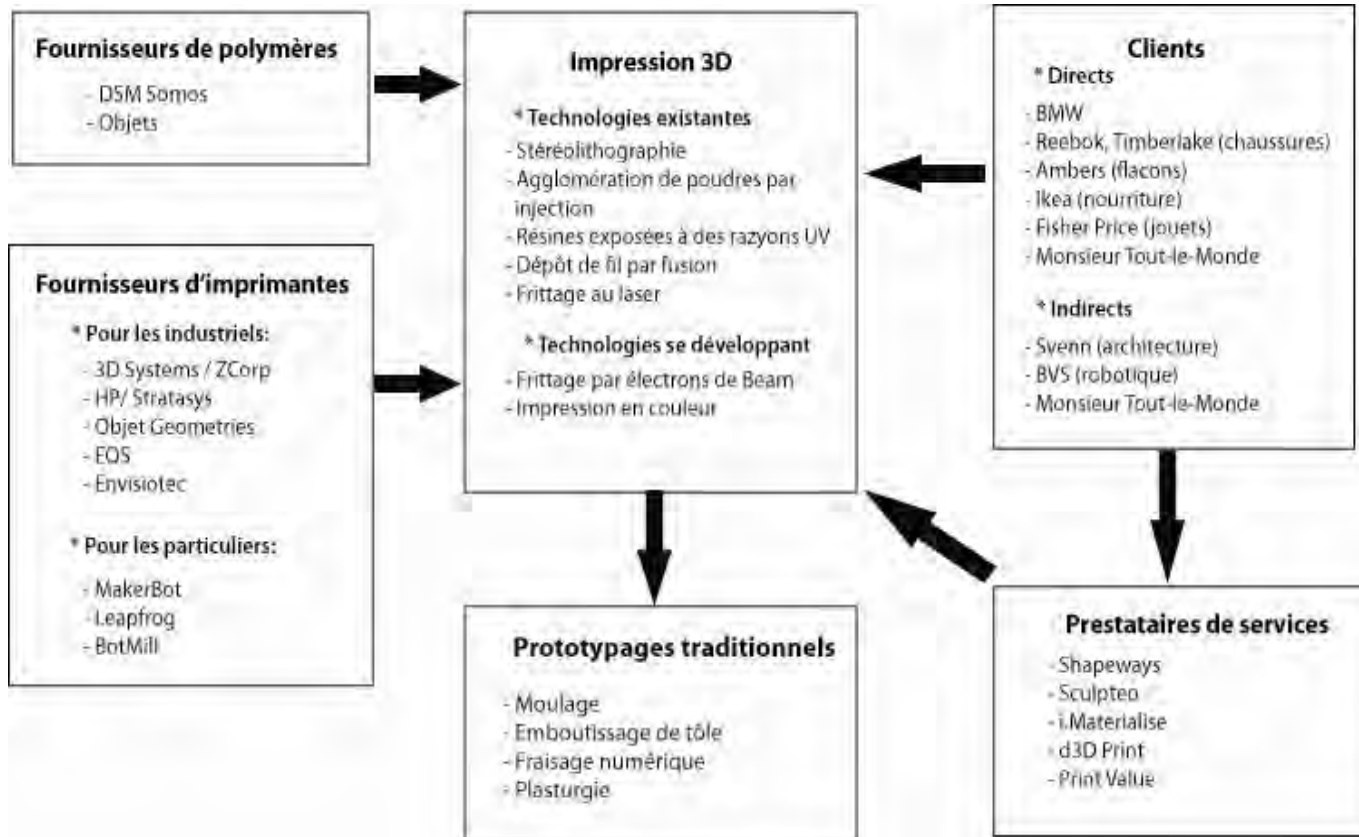 Fournisseurs de polymères
- DSM Somos
- Objets
Fournisseurs d'imprimantes
* Pour les industriels:
- 3D Systems / ZCorp
- HP/ Stratasys
- Objet Geometries
- EOS
- Envisiotec
* Pour les particuliers:
- MakerBot
- Leapfrog
- BotMill
Impression 3D
* Technologies existantes
- Stéréolithographie
- Agglomération de poudres par
injection
- Résines exposées à des razyons UV
- Dépôt de fil par fusion
- Frittage au laser
* Technologies se développant
- Frittage par électrons de Beam
- Impression en couleur
Prototypages traditionnels
- Moulage
- Emboutissage de tôle
- Fraisage numérique
- Plasturgie
Clients
* Directs
- BMW
- Reebok, Timberlake (chaussures)
- Ambers (flacons)
- Ikea (nourriture)
- Fisher Price (jouets)
- Monsieur Tout-le-Monde
* Indirects
- Svenn (architecture)
- BVS (robotique)
- Monsieur Tout-le-Monde
Prestataires de services
- Shapeways
- Sculpteo
- i.Materialise
- d3D Print
- Print Value